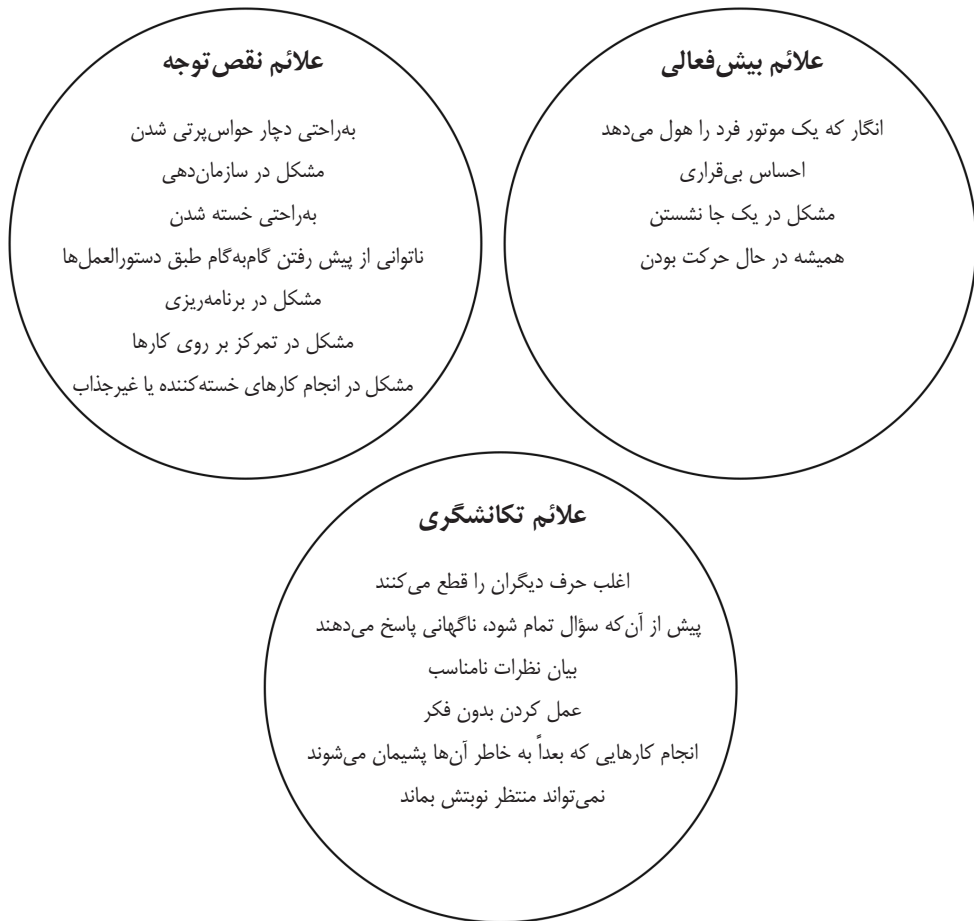 علائم بیش‌فعالی
انگار که یک موتور فرد را هول می‌دهد
احساس بی‌قراری
مشکل در یک جا نشستن
همیشه در حال حرکت بودن
علائم نقص‌توجه
به‌راحتی دچار حواس‌پرتی شدن
مشکل در سازمان‌دهی
به‌راحتی خسته شدن
ناتوانی از پیش رفتن گام‌به‌گام طبق دستورالعمل‌ها
مشکل در برنامه‌ریزی
مشکل در تمرکز بر روی کارها
مشکل در انجام کارهای خسته‌کننده یا غیرجذاب
علائم تکانشگری
اغلب حرف دیگران را قطع می‌کنند
پیش از آن‌که سؤال تمام شود، ناگهانی پاسخ می‌دهند
بیان نظرات نامناسب
عمل کردن بدون فکر
انجام کارهایی که بعداً به خاطر آن‌ها پشیمان می‌شوند
نمی‌تواند منتظر نوبتش بماند